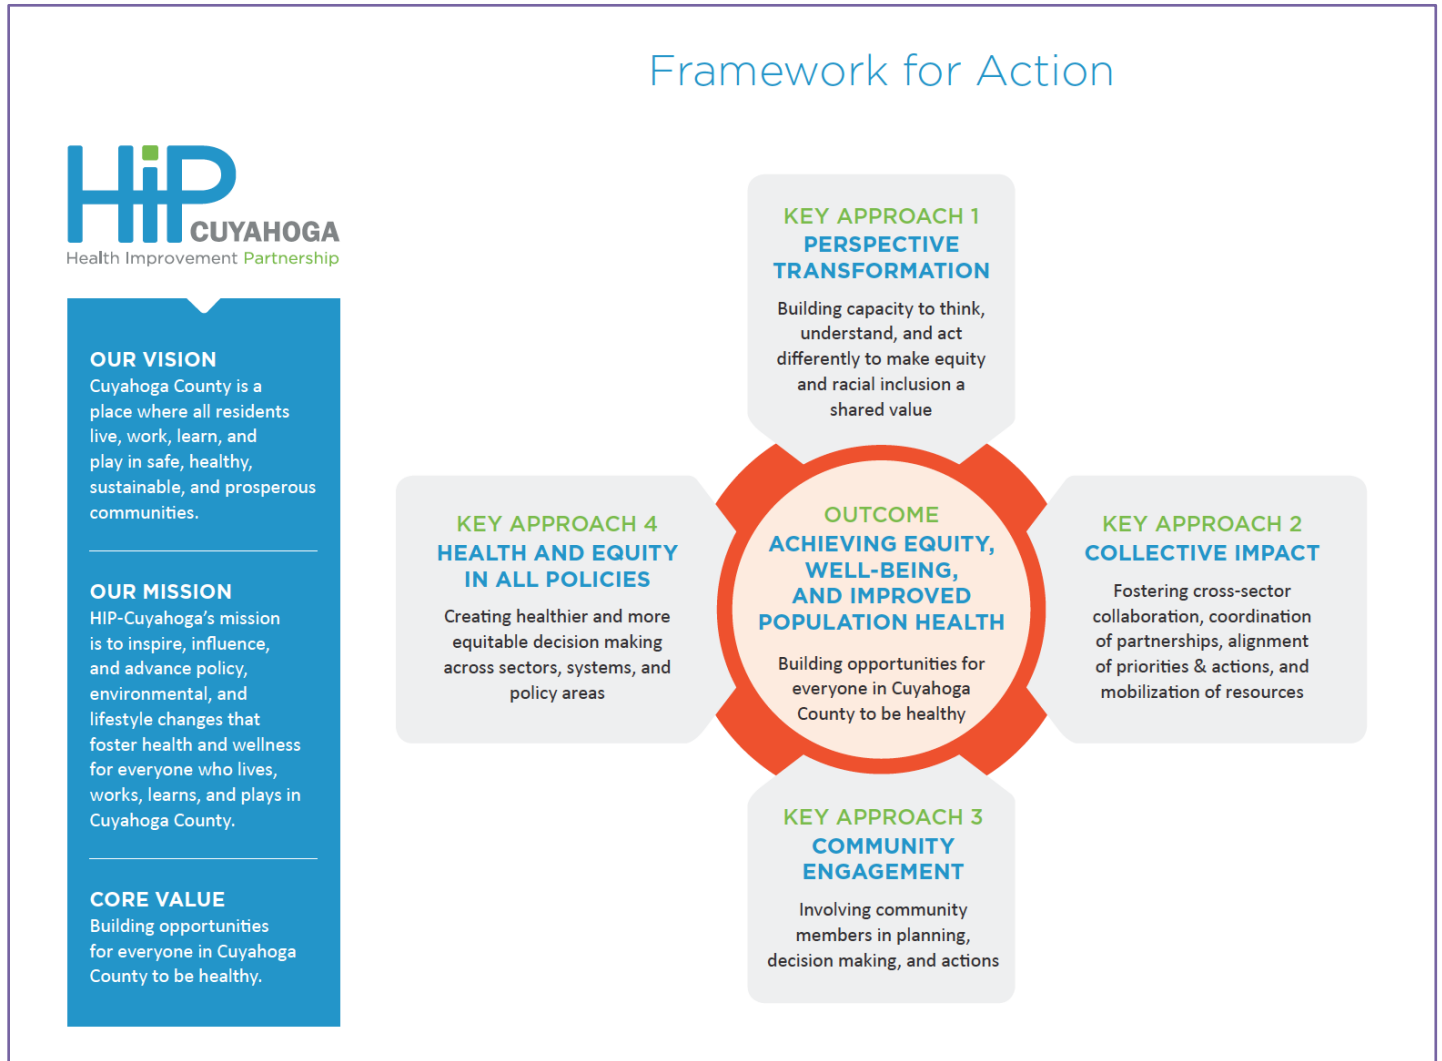 Framework for Action
HiP
CUYAHOGA
Health Improvement Partnership
OUR VISION
Cuyahoga County is a
place where all residents
live, work, learn, and
play in safe, healthy,
sustainable, and prosperous
communities.
OUR MISSION
HIP-Cuyahoga’s mission
is to inspire, influence,
and advance policy,
environmental, and
lifestyle changes that
foster health and wellness
for everyone who lives,
works, learns, and plays in
Cuyahoga County.
CORE VALUE
Building opportunities
for everyone in Cuyahoga
County to be healthy.
KEY APPROACH 1
PERSPECTIVE
TRANSFORMATION
Building capacity to think,
understand, and act
differently to make equity
and racial inclusion a
shared value
KEY APPROACH 4
HEALTH AND EQUITY
IN ALL POLICIES
Creating healthier and more
equitable decision making
across sectors, systems, and
policy areas
OUTCOME
ACHIEVING EQUITY,
WELL-BEING,
AND IMPROVED
POPULATION HEALTH
Building opportunities for
everyone in Cuyahoga
County to be healthy
KEY APPROACH 2
COLLECTIVE IMPACT
Fostering cross-sector
collaboration, coordination
of partnerships, alignment
of priorities & actions, and
mobilization of resources
KEY APPROACH 3
COMMUNITY
ENGAGEMENT
Involving community
members in planning,
decision making, and actions